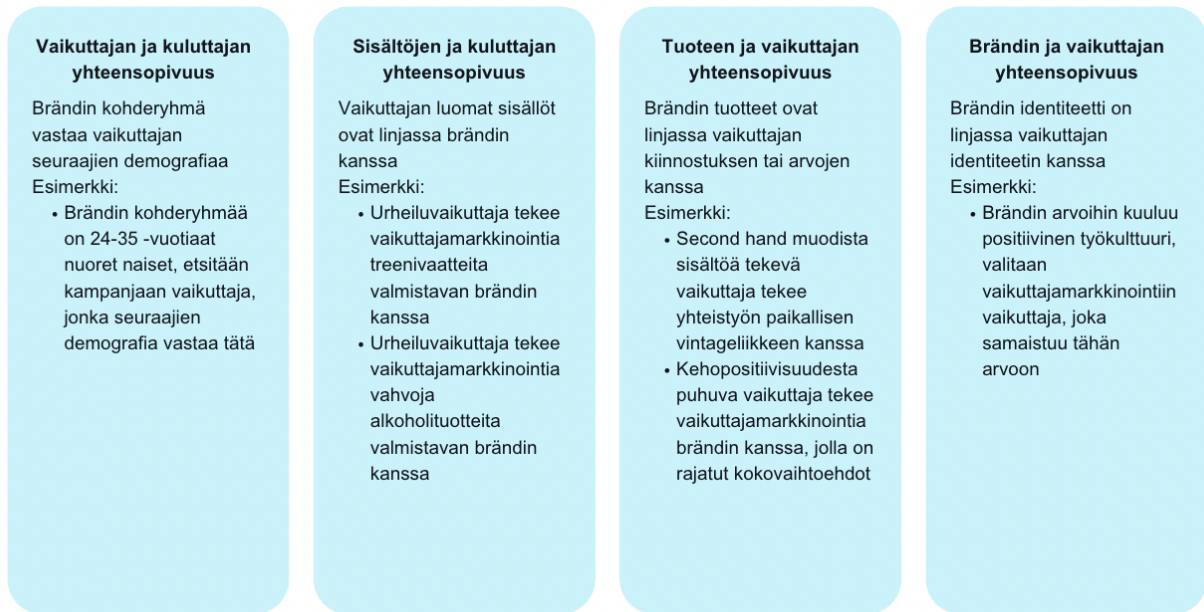 Vaikuttajan ja kuluttajan
yhteensopivuus
Brändin kohderyhmä
vastaa vaikuttajan
seuraajien demografiaa
Esimerkki:
• Brändin kohderyhmää
on 24-35 -vuotiaat
nuoret naiset, etsitään
kampanjaan vaikuttaja,
jonka seuraajien
demografia vastaa tätä
Sisältöjen ja kuluttajan
yhteensopivuus
Vaikuttajan luomat sisällöt
ovat linjassa brändin
kanssa
Esimerkki:
• Urheiluvaikuttaja tekee
vaikuttajamarkkinointia
treenivaatteita
valmistavan brändin
kanssa
• Urheiluvaikuttaja tekee
vaikuttajamarkkinointia
vahvoja
alkoholituotteita
valmistavan brändin
kanssa
Tuoteen ja vaikuttajan
yhteensopivuus
Brändin tuotteet ovat
linjassa vaikuttajan
kiinnostuksen tai arvojen
kanssa
Esimerkki:
• Second hand muodista
sisältöä tekevä
vaikuttaja tekee
yhteistyön paikallisen
vintageliikkeen kanssa
• Kehopositiivisuudesta
puhuva vaikuttaja tekee
vaikuttajamarkkinointia
brändin kanssa, jolla on
rajatut kokovaihtoehdot
Brändin ja vaikuttajan
yhteensopivuus
Brändin identiteetti on
linjassa vaikuttajan
identiteetin kanssa
Esimerkki:
• Brändin arvoihin kuuluu
positiivinen työkulttuuri,
valitaan
vaikuttajamarkkinointiin
vaikuttaja, joka
samaistuu tähän
arvoon